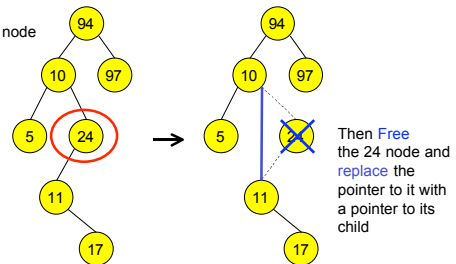 node
94
10
97
5
24
11
17
94
10
97
5
24
11
17
Then Free
the 24 node and
replace the
pointer to it with
a pointer to its
child